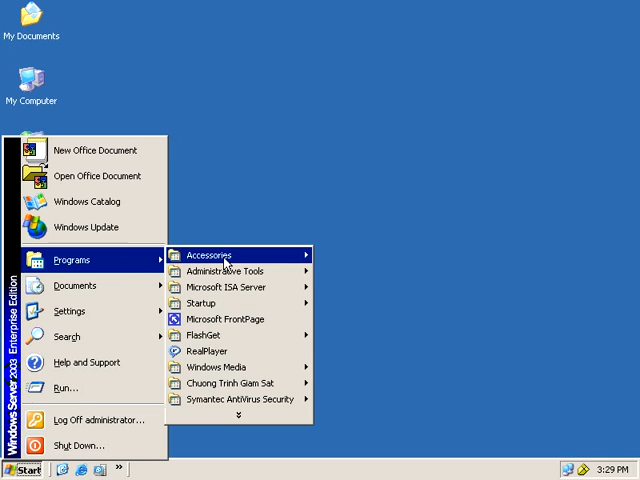 My Documents
My Computer
New Office Document
Open Office Document
Windows Catalog
Windows Update
Programs
Documents
Settings
Search
Help and Support
Run...
Log Off administrator...
Shut Down...
Windows Server 2003 Enterprise Edition
Accessories
Administrative Tools
Microsoft ISA Server
Startup
Microsoft FrontPage
FlashGet
RealPlayer
Windows Media
Chuong Trinh Giam Sat
Symantec AntiVirus Security
Start
3:29 PM